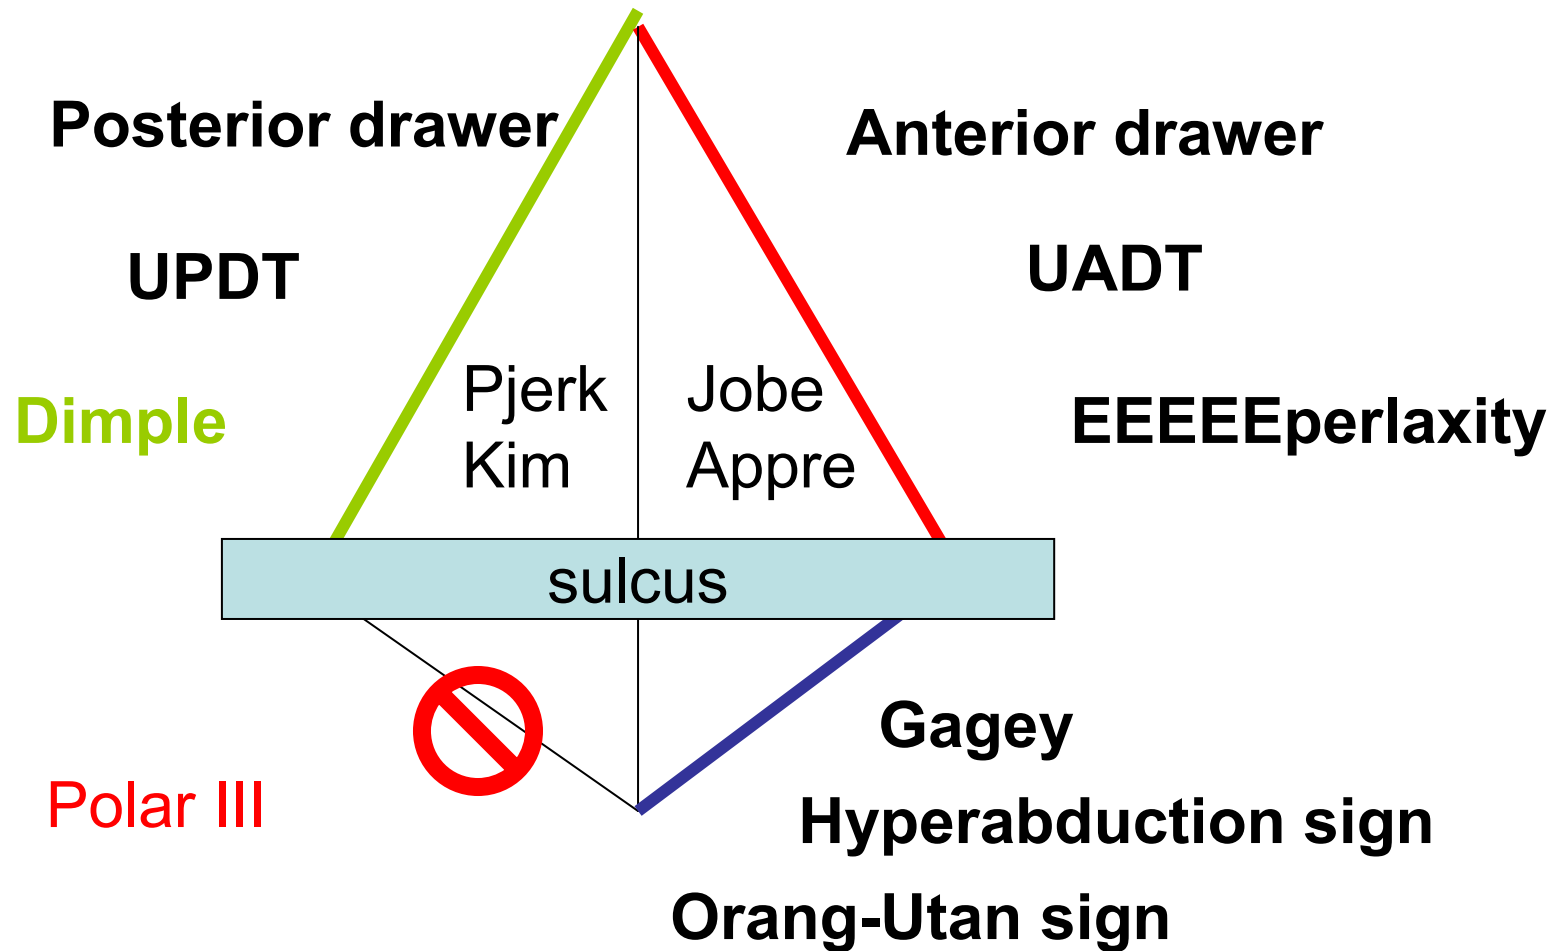 Posterior drawer
Anterior drawer
UPDT
UADT
Pjerk
Kim
Jobe
Appre
Dimple
EEEEEperlaxity
sulcus
Gagey
Polar III
Hyperabduction sign
Orang-Utan sign